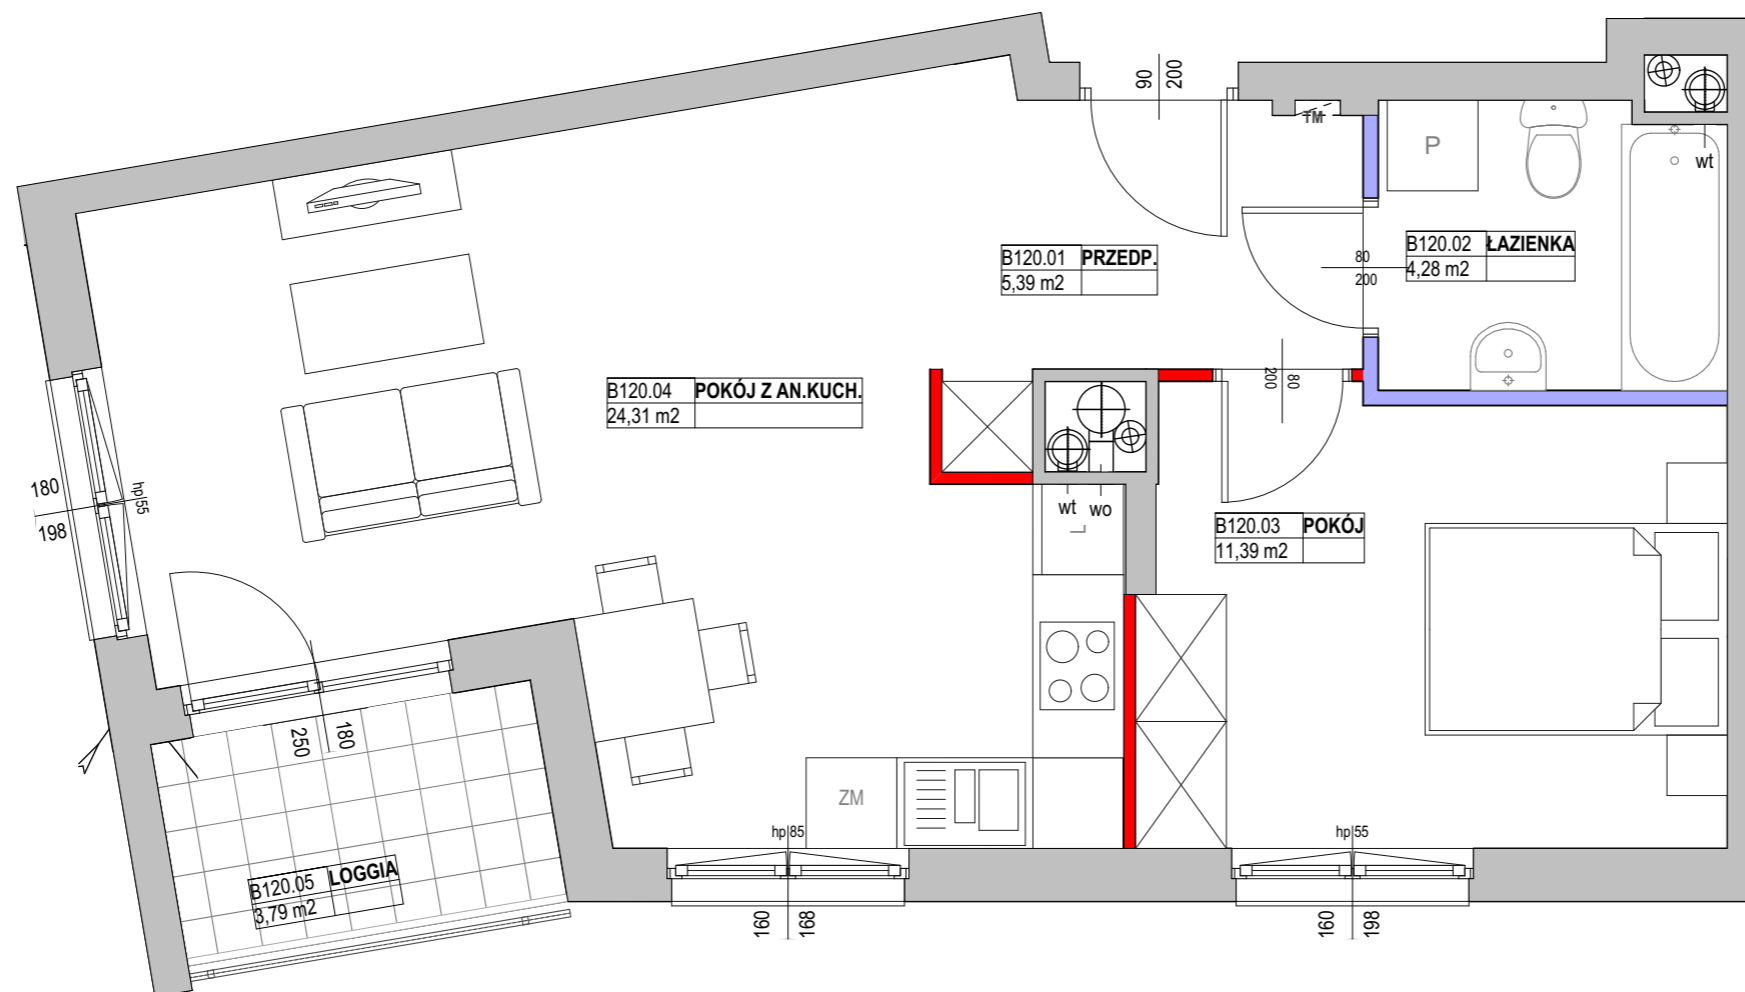 90
200
TM
P
wt
B120.01 PRZEDP.
5,39 m2
B120.02 ŁAZIENKA
4,28 m2
80
200
200
80
B120.04 POKÓJ Z AN.KUCH.
24,31 m2
180
198
hp 55
wt
wo
B120.03 POKÓJ
11,39 m2
250
180
ZM
hp 85
hp 55
B120.05 LOGGIA
3,79 m2
160
168
160
198